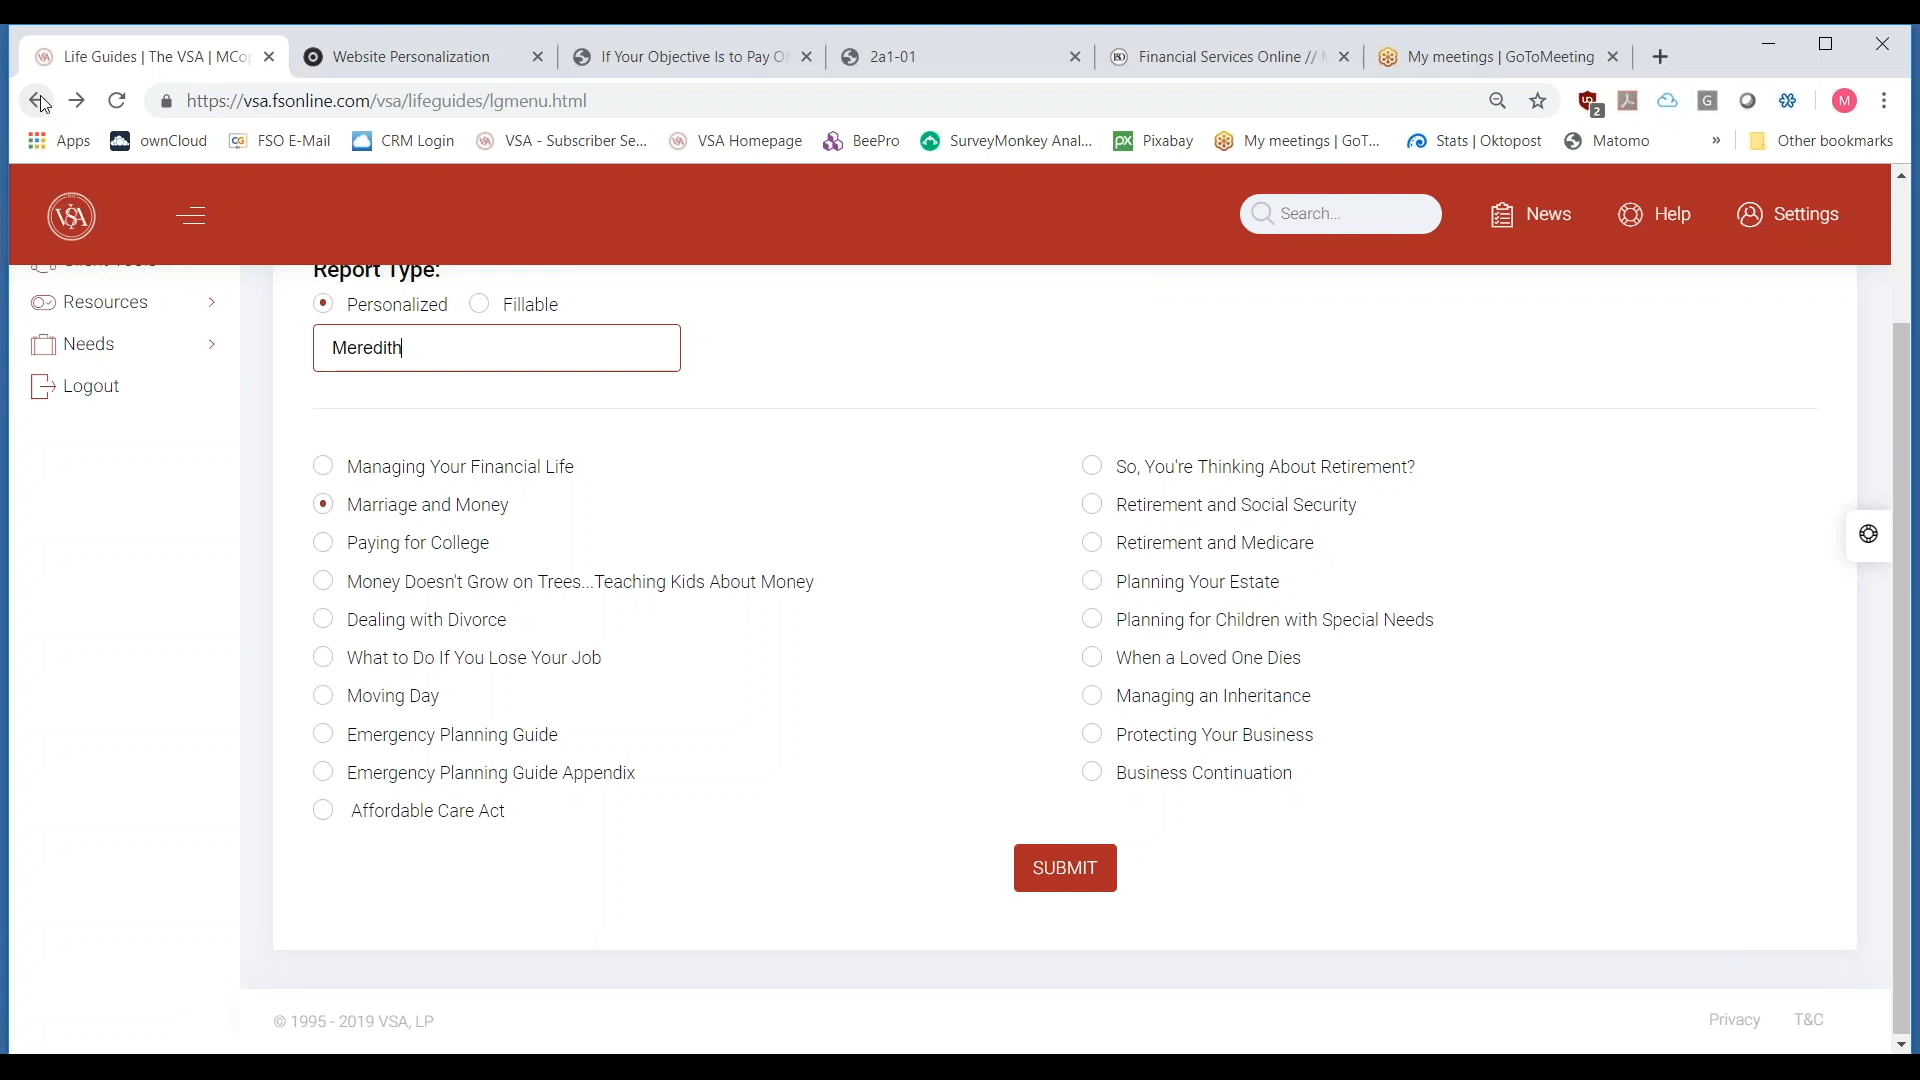 Life Guides | The VSA | MCo
Website Personalization
If Your Objective Is to Pay O
2a1-01
Financial Services Online //
My meetings | GoToMeeting
https://vsa.fsonline.com/vsa/lifeguides/lgmenu.html
2
G
M
Apps
ownCloud
CG
FSO E-Mail
CRM Login
VSA - Subscriber Se...
VSA Homepage
BeePro
SurveyMonkey Anal...
px
Pixabay
My meetings | GoT...
Stats | Oktopost
Matomo
»
Other bookmarks
VSA
Search...
News
Help
Settings
Client Tools
Resources
Needs
Logout
Report Type:
Personalized
Fillable
Meredith
Managing Your Financial Life
Marriage and Money
Paying for College
Money Doesn't Grow on Trees...Teaching Kids About Money
Dealing with Divorce
What to Do If You Lose Your Job
Moving Day
Emergency Planning Guide
Emergency Planning Guide Appendix
Affordable Care Act
So, You're Thinking About Retirement?
Retirement and Social Security
Retirement and Medicare
Planning Your Estate
Planning for Children with Special Needs
When a Loved One Dies
Managing an Inheritance
Protecting Your Business
Business Continuation
SUBMIT
© 1995 - 2019 VSA, LP
Privacy
T&C